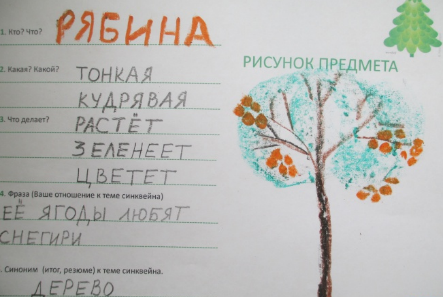 1. Кто? Что?
РЯБИНА
РИСУНОК ПРЕДМЕТА
2. Какая? Какой?
ТОНКАЯ
КУДРЯВАЯ
3. Что делает?
РАСТЁТ
ЗЕЛЕНЕЕТ
ЦВЕТЕТ
4. Фраза (Ваше отношение к теме синквейна)
ЕЁ ЯГОДЫ ЛЮБЯТ
СНЕГИРИ
. Синоним (итог, резюме) к теме синквейна.
ДЕРЕВО